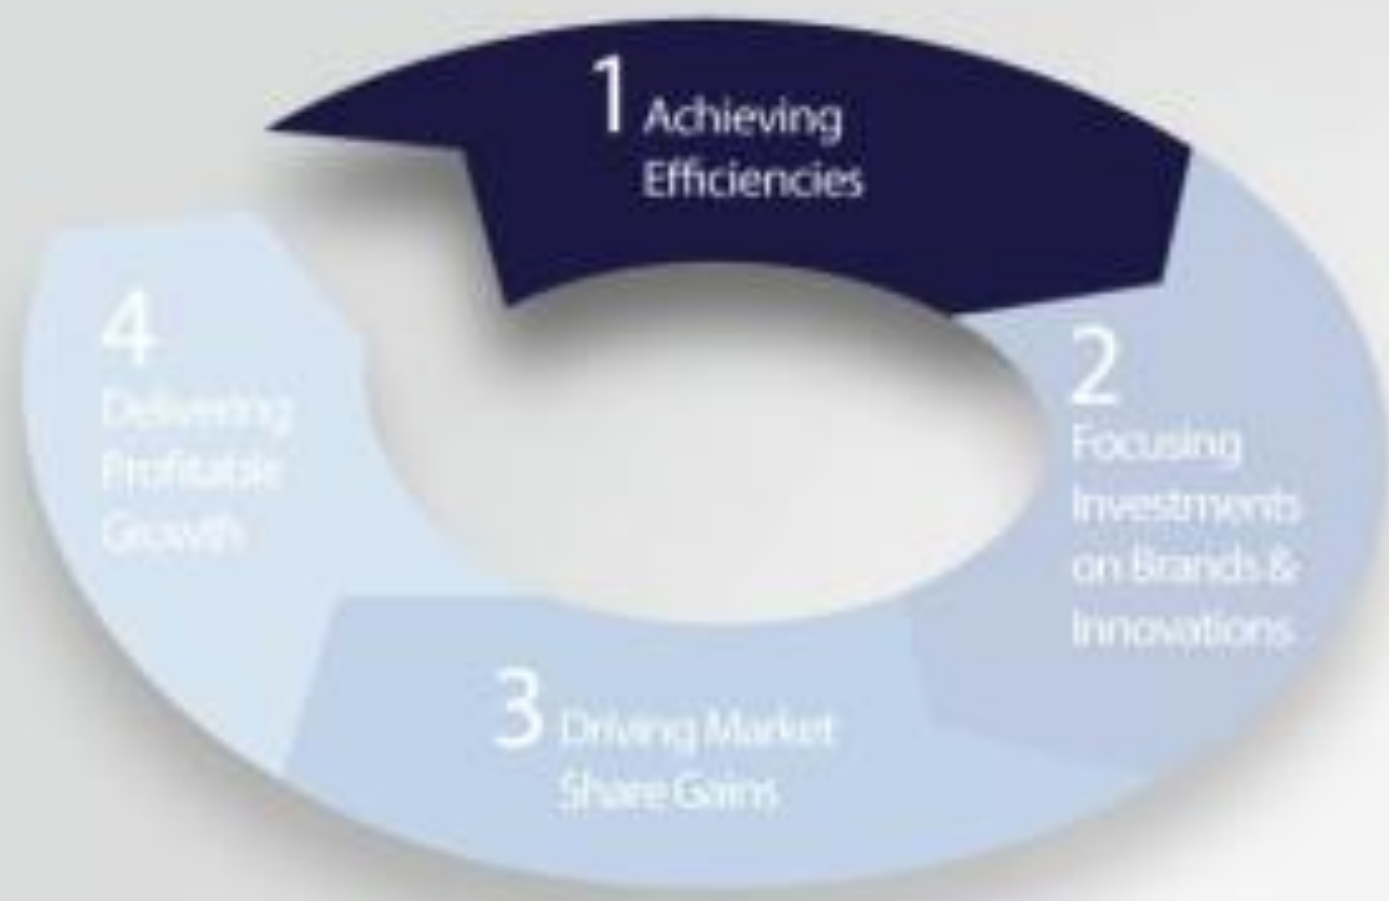 1 Achieving
Efficiencies
2
Focusing
Investments
on Brands &
Innovations
3 Driving Market
Share Gains
4
Delivering
Profitable
Growth